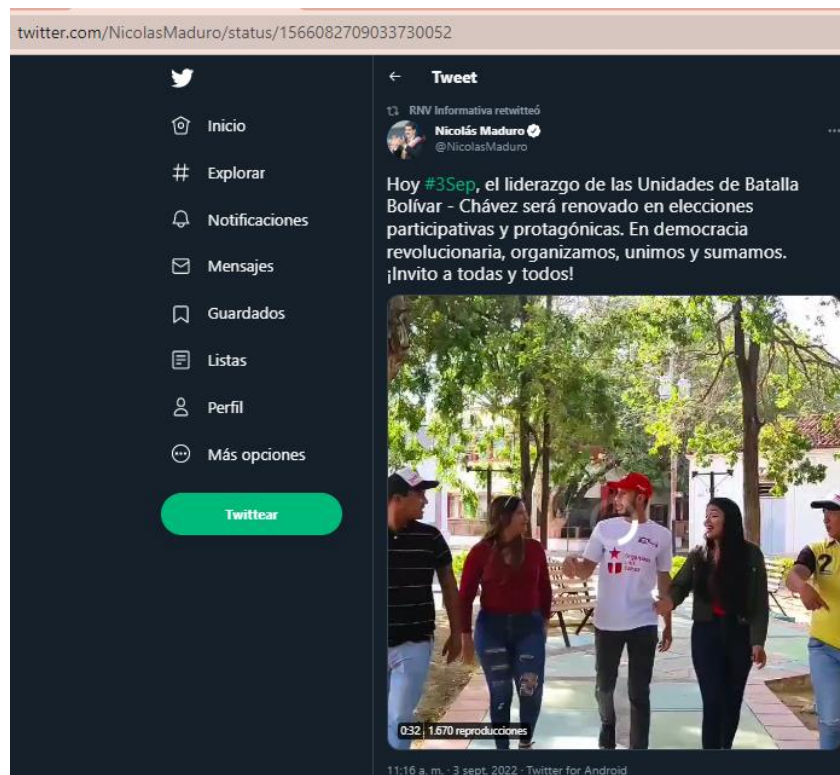 twitter.com/NicolasMaduro/status/1566082709033730052
Inicio
Explorar
Notificaciones
Mensajes
Guardados
Listas
Perfil
Más opciones
Twittear
Tweet
RNV Informativa retwitteó
Nicolás Maduro
@NicolasMaduro
Hoy #3Sep, el liderazgo de las Unidades de Batalla
Bolívar - Chávez será renovado en elecciones
participativas y protagónicas. En democracia
revolucionaria, organizamos, unimos y sumamos.
¡Invito a todas y todos!
2
0:32 1.670 reproducciones
11:16 a. m. · 3 sept. 2022 · Twitter for Android